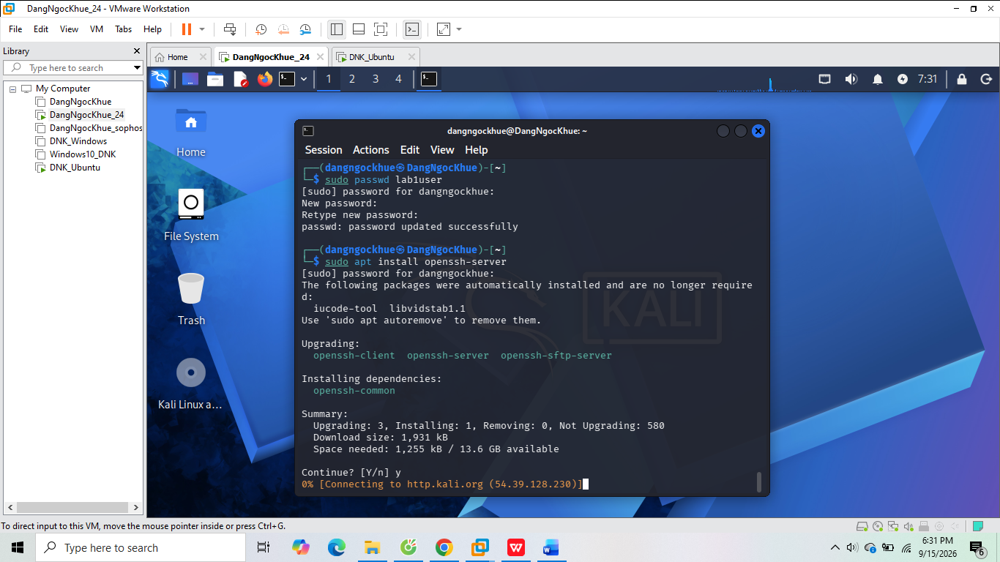 DangNgocKhue_24 - VMware Workstation
File Edit View VM Tabs Help
Library
Type here to search
My Computer
DangNgocKhue
DangNgocKhue_24
DangNgocKhue_sophos
DNK_Windows
Windows10_DNK
DNK_Ubuntu
Home DangNgocKhue_24 DNK_Ubuntu
1 2 3 4 7:31
Home
File System
Trash
Kali Linux a...
dangngockhue@DangNgocKhue: ~
Session Actions Edit View Help
┌──(dangngockhue㉿DangNgocKhue)-[~]
└─$ sudo passwd lab1user
[sudo] password for dangngockhue:
New password:
Retype new password:
passwd: password updated successfully
┌──(dangngockhue㉿DangNgocKhue)-[~]
└─$ sudo apt install openssh-server
[sudo] password for dangngockhue:
The following packages were automatically installed and are no longer require
d:
iucode-tool libvidstab1.1
Use 'sudo apt autoremove' to remove them.
Upgrading:
openssh-client openssh-server openssh-sftp-server
Installing dependencies:
openssh-common
Summary:
Upgrading: 3, Installing: 1, Removing: 0, Not Upgrading: 580
Download size: 1,931 kB
Space needed: 1,255 kB / 13.6 GB available
Continue? [Y/n] y
0% [Connecting to http.kali.org (54.39.128.230)]
KALI
To direct input to this VM, move the mouse pointer inside or press Ctrl+G.
Type here to search
6:31 PM
9/15/2026
6